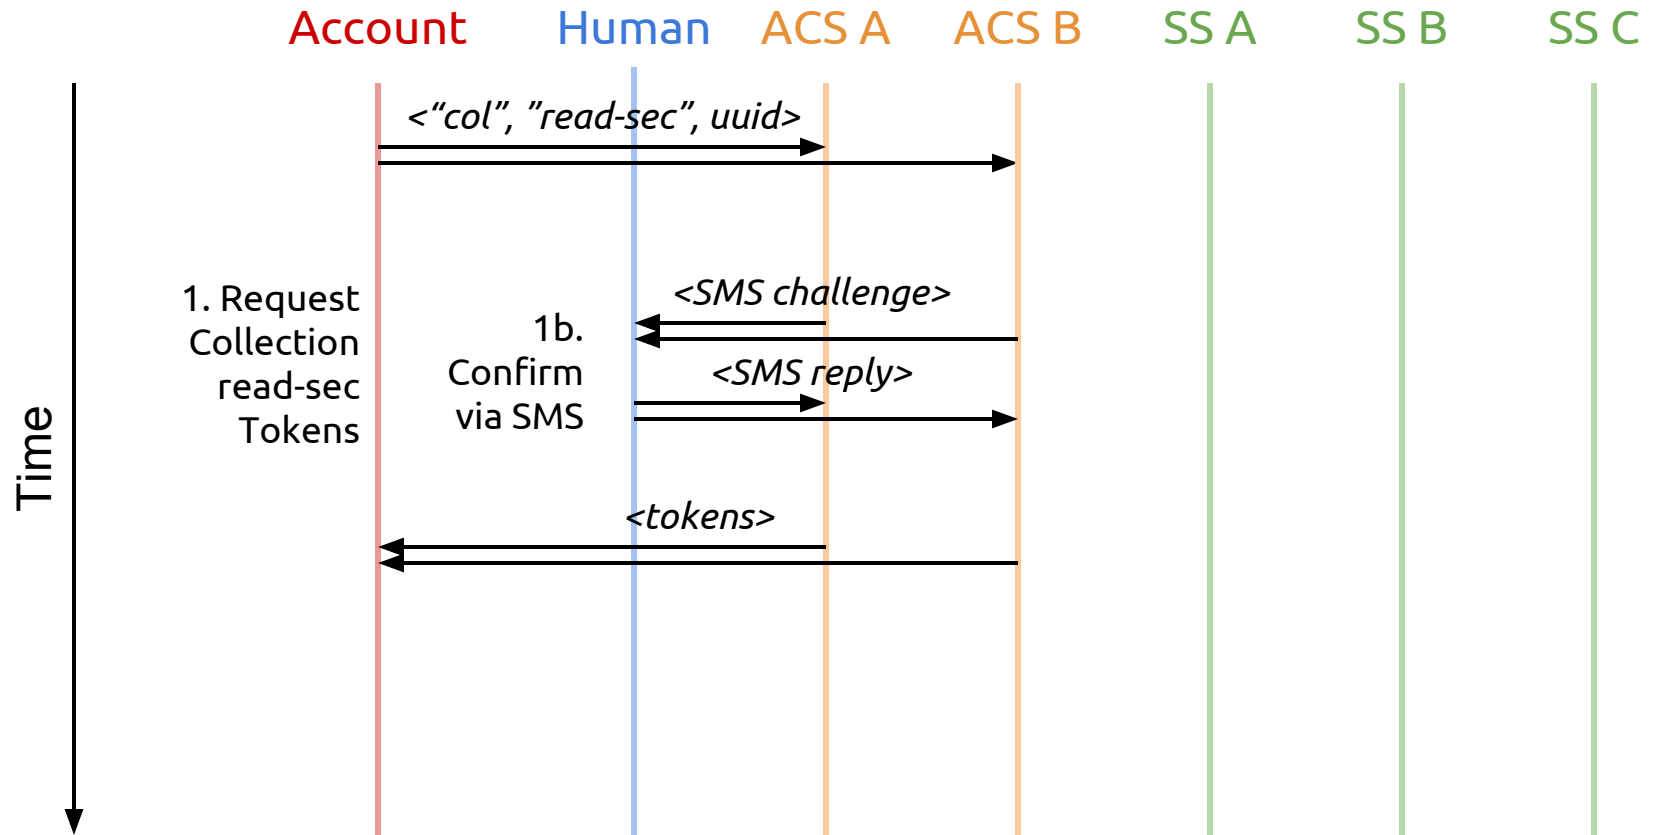 Account Human ACS A ACS B SS A SS B SS C
<“col”, ”read-sec”, uuid>
1. Request
Collection
read-sec
Tokens
1b.
Confirm
via SMS
<SMS challenge>
<SMS reply>
<tokens>
Time